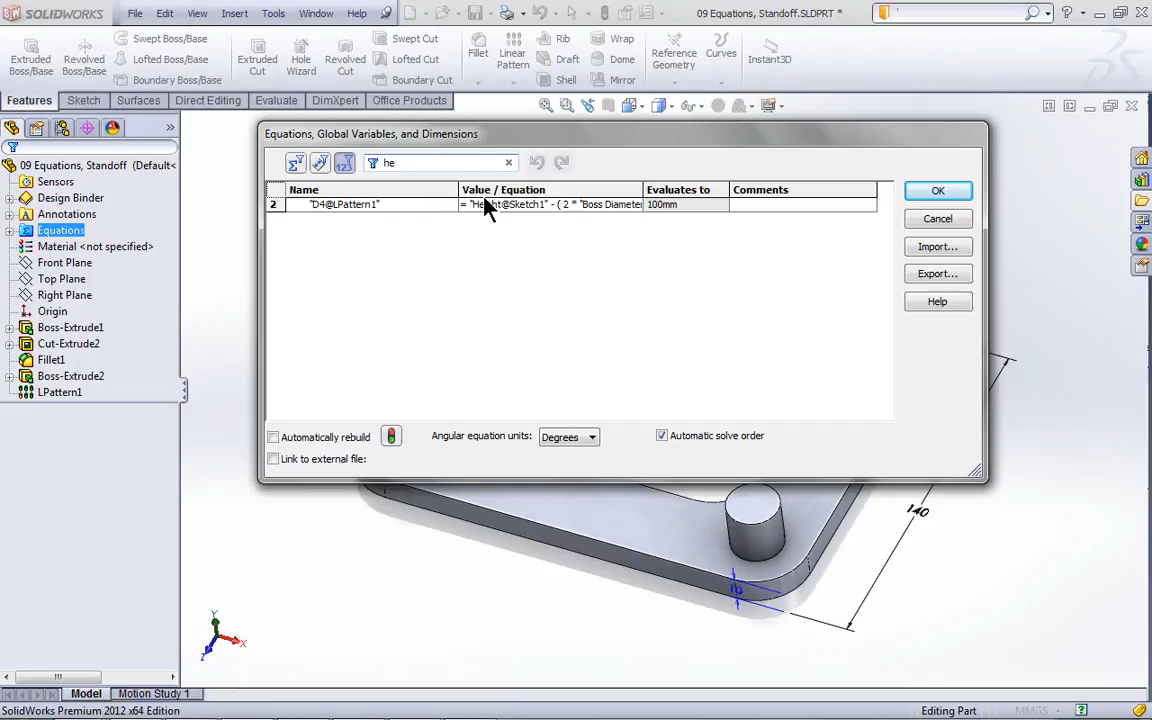 SOLIDWORKS File Edit View Insert Tools Window Help 09 Equations, Standoff.SLDPRT * ?
Extruded Boss/Base
Revolved Boss/Base
Swept Boss/Base
Lofted Boss/Base
Boundary Boss/Base
Extruded Cut
Hole Wizard
Revolved Cut
Swept Cut
Lofted Cut
Boundary Cut
Fillet
Linear Pattern
Rib
Draft
Shell
Wrap
Dome
Mirror
Reference Geometry
Curves
Instant3D
Features Sketch Surfaces Direct Editing Evaluate DimXpert Office Products
09 Equations, Standoff (Default<
Sensors
Design Binder
Annotations
Equations
Material <not specified>
Front Plane
Top Plane
Right Plane
Origin
Boss-Extrude1
Cut-Extrude2
Fillet1
Boss-Extrude2
LPattern1
Equations, Global Variables, and Dimensions
123 he
Name Value / Equation Evaluates to Comments
2 "D4@LPattern1" = "Height@Sketch1" - ( 2 * "Boss Diameter 100mm
OK
Cancel
Import...
Export...
Help
Automatically rebuild Angular equation units: Degrees Automatic solve order
Link to external file:
140
10
Y
X
Z
Model Motion Study 1
SolidWorks Premium 2012 x64 Edition Editing Part MMGS